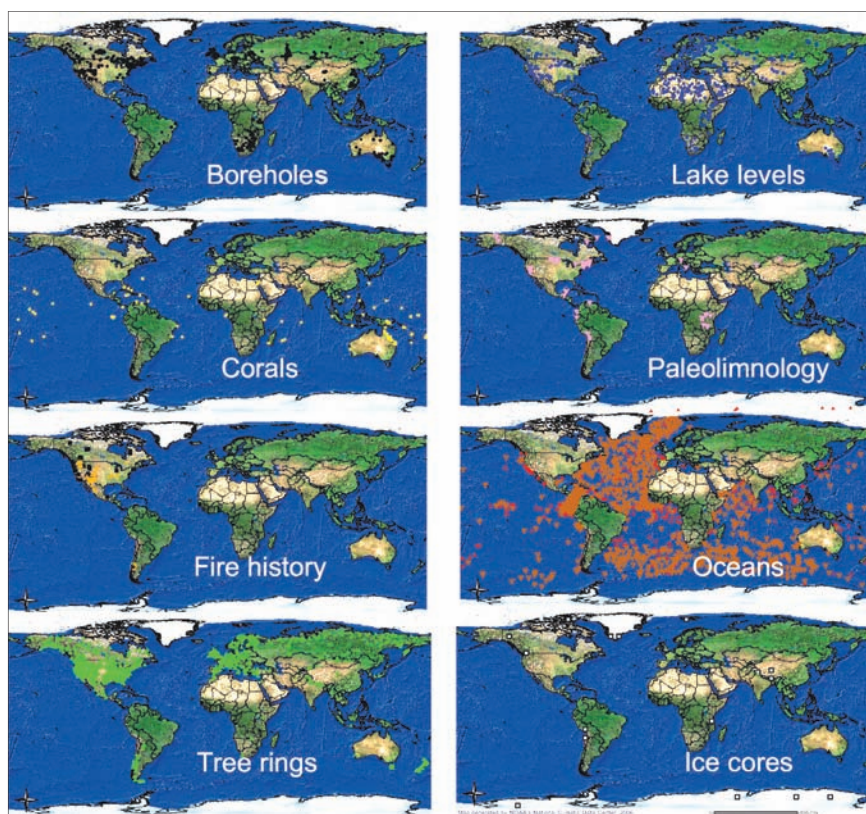 Boreholes
Lake levels
Corals
Paleolimnology
Fire history
Oceans
Tree rings
Ice cores